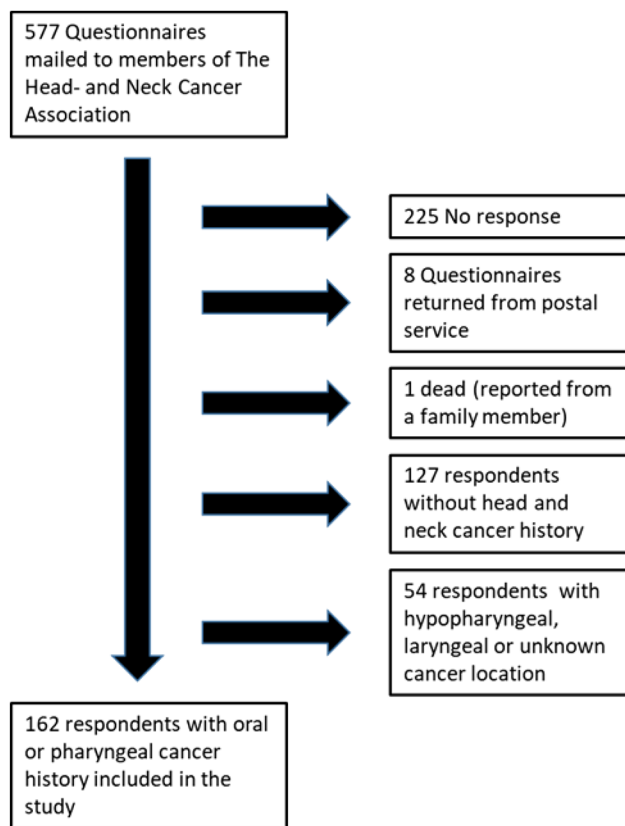 577 Questionnaires
mailed to members of The
Head- and Neck Cancer
Association
225 No response
8 Questionnaires
returned from postal
service
1 dead (reported from
a family member)
127 respondents
without head and
neck cancer history
54 respondents  with
hypopharyngeal,
laryngeal or unknown
cancer location
162 respondents with oral
or pharyngeal cancer
history included in the
study